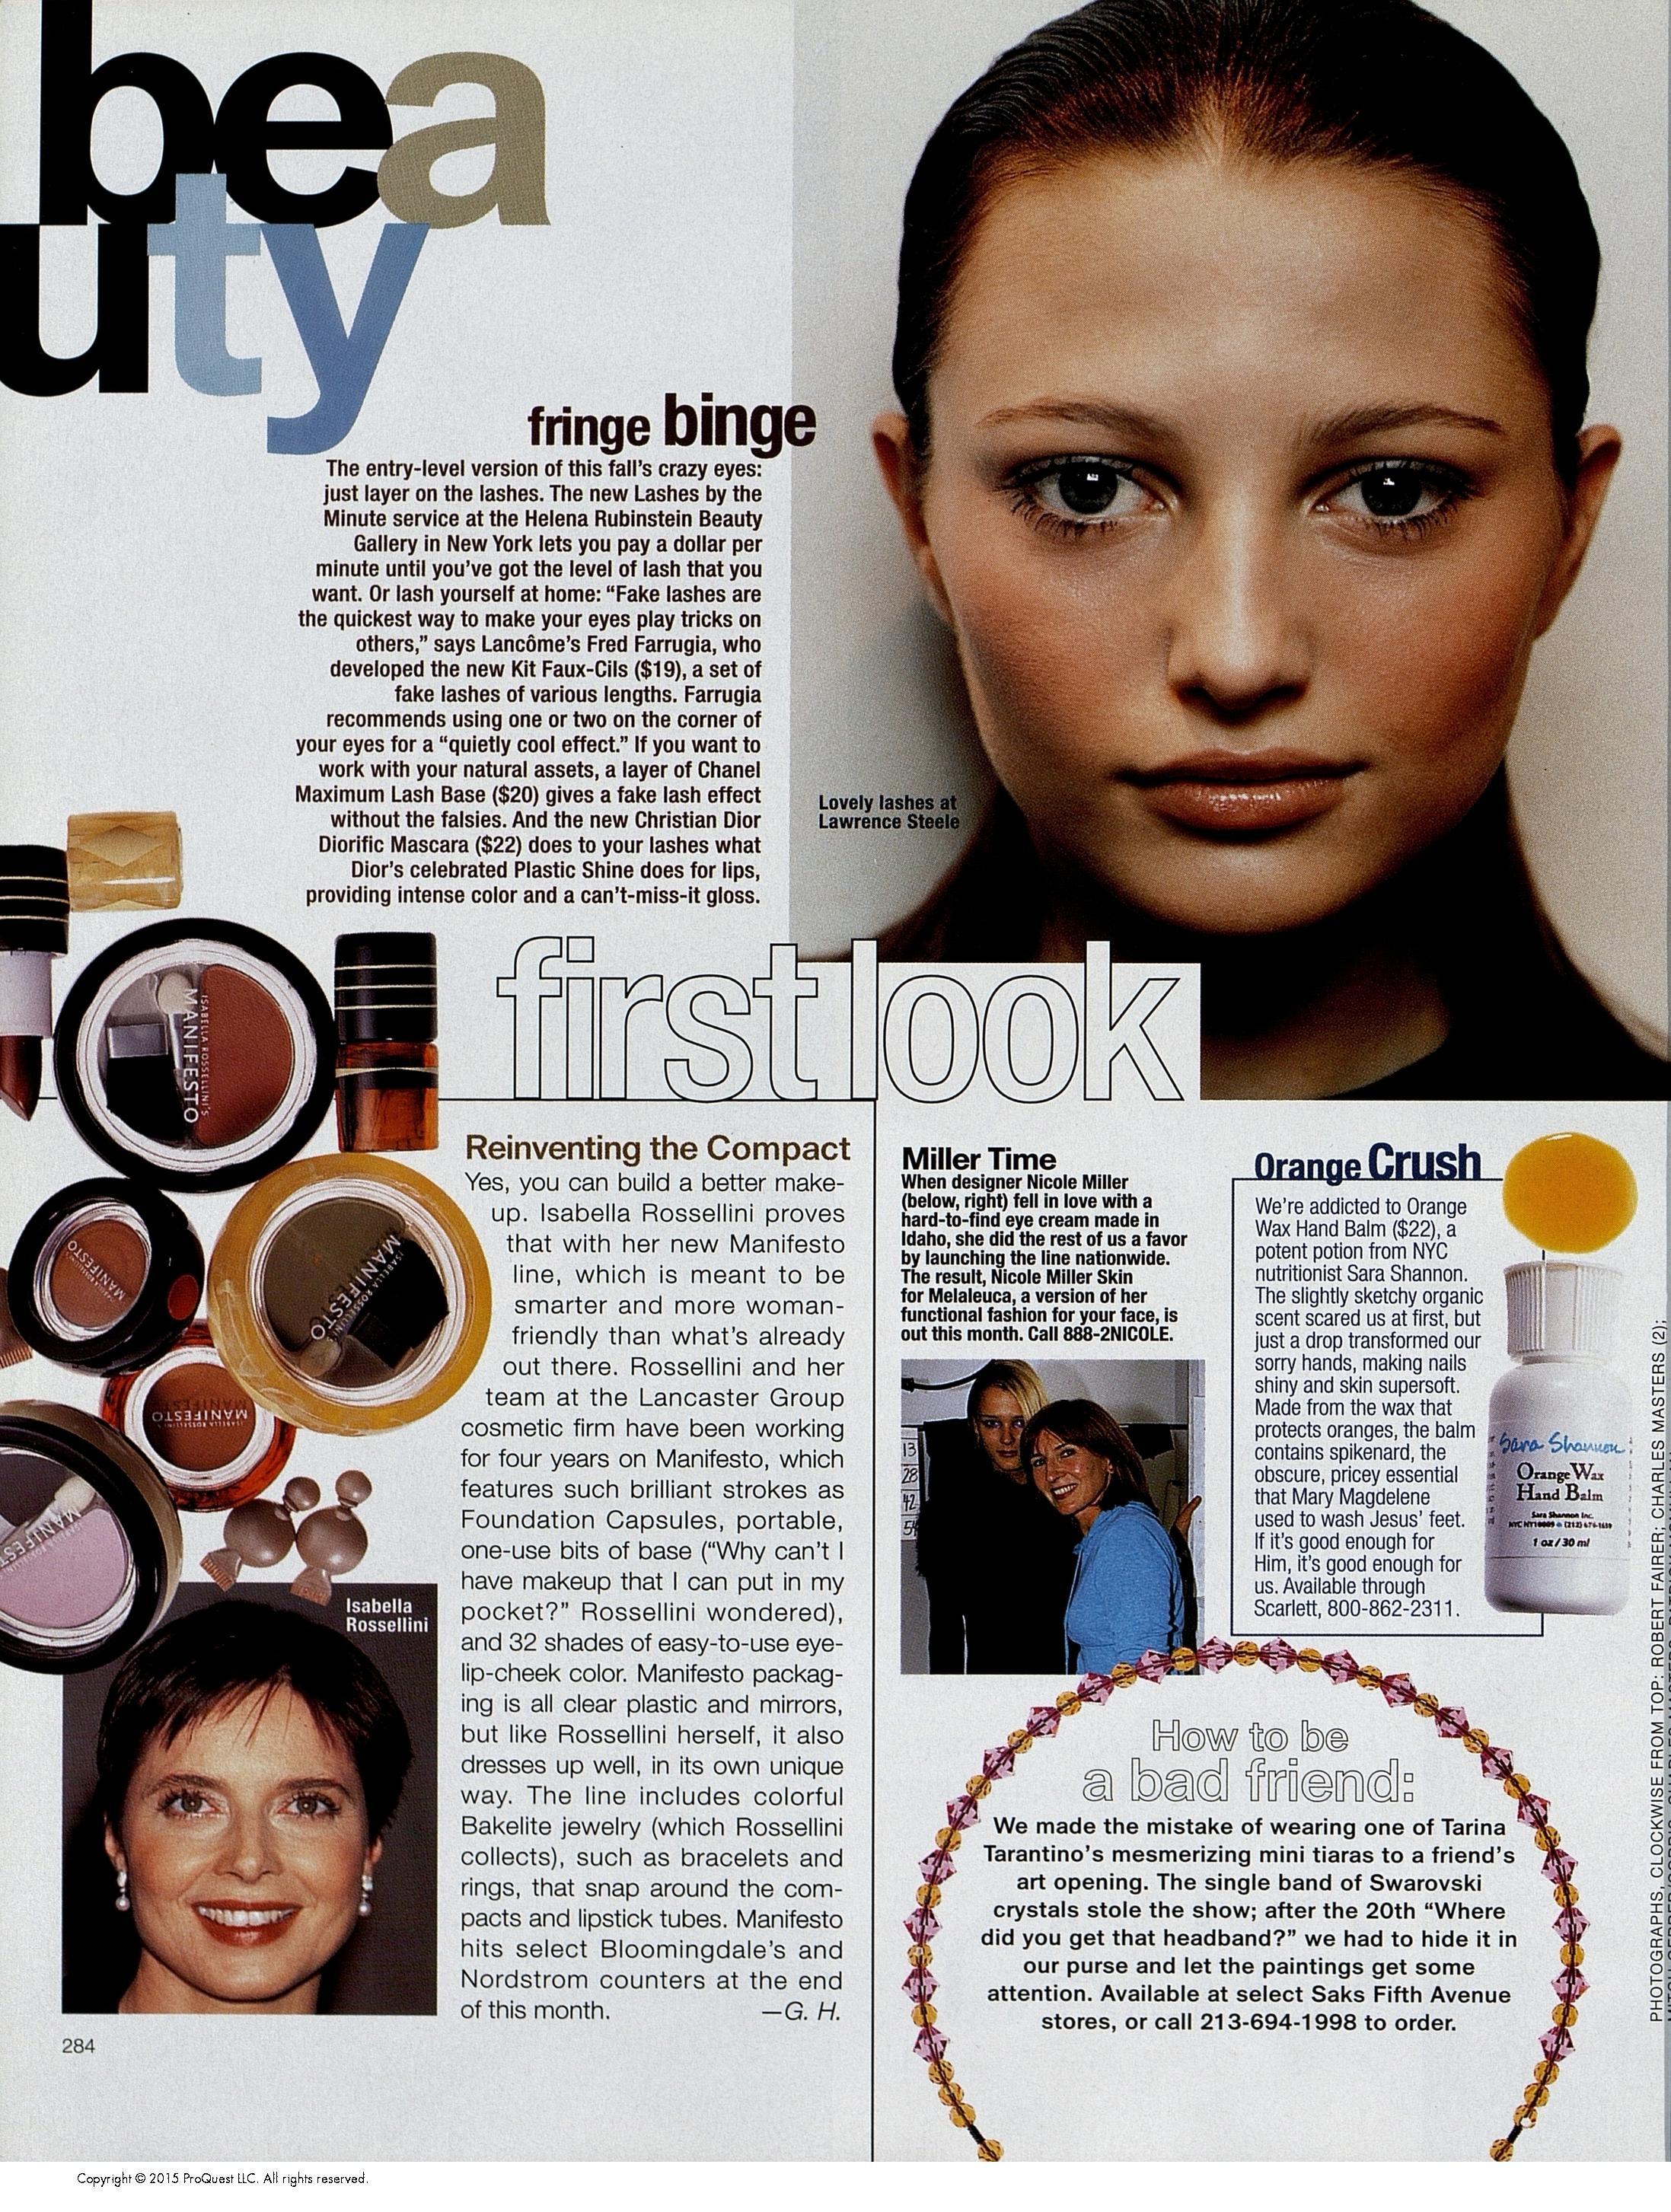 bea
uty
fringe binge
The entry-level version of this fall's crazy eyes:
just layer on the lashes. The new Lashes by the
Minute service at the Helena Rubinstein Beauty
Gallery in New York lets you pay a dollar per
minute until you've got the level of lash that you
want. Or lash yourself at home: “Fake lashes are
the quickest way to make your eyes play tricks on
others,” says Lancôme's Fred Farrugia, who
developed the new Kit Faux-Cils ($19), a set of
fake lashes of various lengths. Farrugia
recommends using one or two on the corner of
your eyes for a “quietly cool effect.” If you want to
work with your natural assets, a layer of Chanel
Maximum Lash Base ($20) gives a fake lash effect
without the falsies. And the new Christian Dior
Diorific Mascara ($22) does to your lashes what
Dior's celebrated Plastic Shine does for lips,
providing intense color and a can't-miss-it gloss.
Lovely lashes at
Lawrence Steele
first look
ISABELLA ROSSELLINI'S
MANIFESTO
MANIFESTO
ISABELLA ROSSELLINI'S
MANIFESTO
MANIFESTO
MANIFESTO
Reinventing the Compact
Yes, you can build a better make-
up. Isabella Rossellini proves
that with her new Manifesto
line, which is meant to be
smarter and more woman-
friendly than what's already
out there. Rossellini and her
team at the Lancaster Group
cosmetic firm have been working
for four years on Manifesto, which
features such brilliant strokes as
Foundation Capsules, portable,
one-use bits of base (“Why can't I
have makeup that I can put in my
pocket?” Rossellini wondered),
and 32 shades of easy-to-use eye-
lip-cheek color. Manifesto packag-
ing is all clear plastic and mirrors,
but like Rossellini herself, it also
dresses up well, in its own unique
way. The line includes colorful
Bakelite jewelry (which Rossellini
collects), such as bracelets and
rings, that snap around the com-
pacts and lipstick tubes. Manifesto
hits select Bloomingdale's and
Nordstrom counters at the end
of this month. —G. H.
Isabella
Rossellini
284
Miller Time
When designer Nicole Miller
(below, right) fell in love with a
hard-to-find eye cream made in
Idaho, she did the rest of us a favor
by launching the line nationwide.
The result, Nicole Miller Skin
for Melaleuca, a version of her
functional fashion for your face, is
out this month. Call 888-2NICOLE.
13
28
42
Orange Crush
We're addicted to Orange
Wax Hand Balm ($22), a
potent potion from NYC
nutritionist Sara Shannon.
The slightly sketchy organic
scent scared us at first, but
just a drop transformed our
sorry hands, making nails
shiny and skin supersoft.
Made from the wax that
protects oranges, the balm
contains spikenard, the
obscure, pricey essential
that Mary Magdelene
used to wash Jesus' feet.
If it's good enough for
Him, it's good enough for
us. Available through
Scarlett, 800-862-2311.
Sara Shannon
Orange Wax
Hand Balm
Sara Shannon Inc.
1 oz / 30 ml
How to be
a bad friend:
We made the mistake of wearing one of Tarina
Tarantino's mesmerizing mini tiaras to a friend's
art opening. The single band of Swarovski
crystals stole the show; after the 20th “Where
did you get that headband?” we had to hide it in
our purse and let the paintings get some
attention. Available at select Saks Fifth Avenue
stores, or call 213-694-1998 to order.
PHOTOGRAPHS, CLOCKWISE FROM TOP: ROBERT FAIRER; CHARLES MASTERS (2);
Copyright © 2015 ProQuest LLC. All rights reserved.